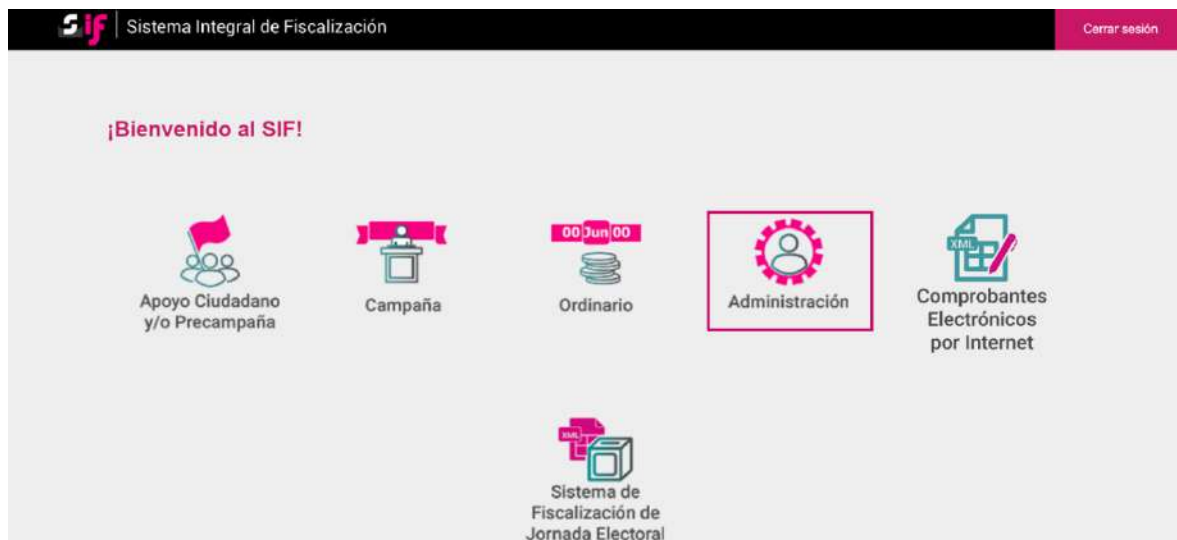 sif Sistema Integral de Fiscalización
Cerrar sesión
¡Bienvenido al SIF!
Apoyo Ciudadano
y/o Precampaña
Campaña
00 Jun 00
Ordinario
Administración
XML
Comprobantes
Electrónicos
por Internet
XML
Sistema de
Fiscalización de
Jornada Electoral